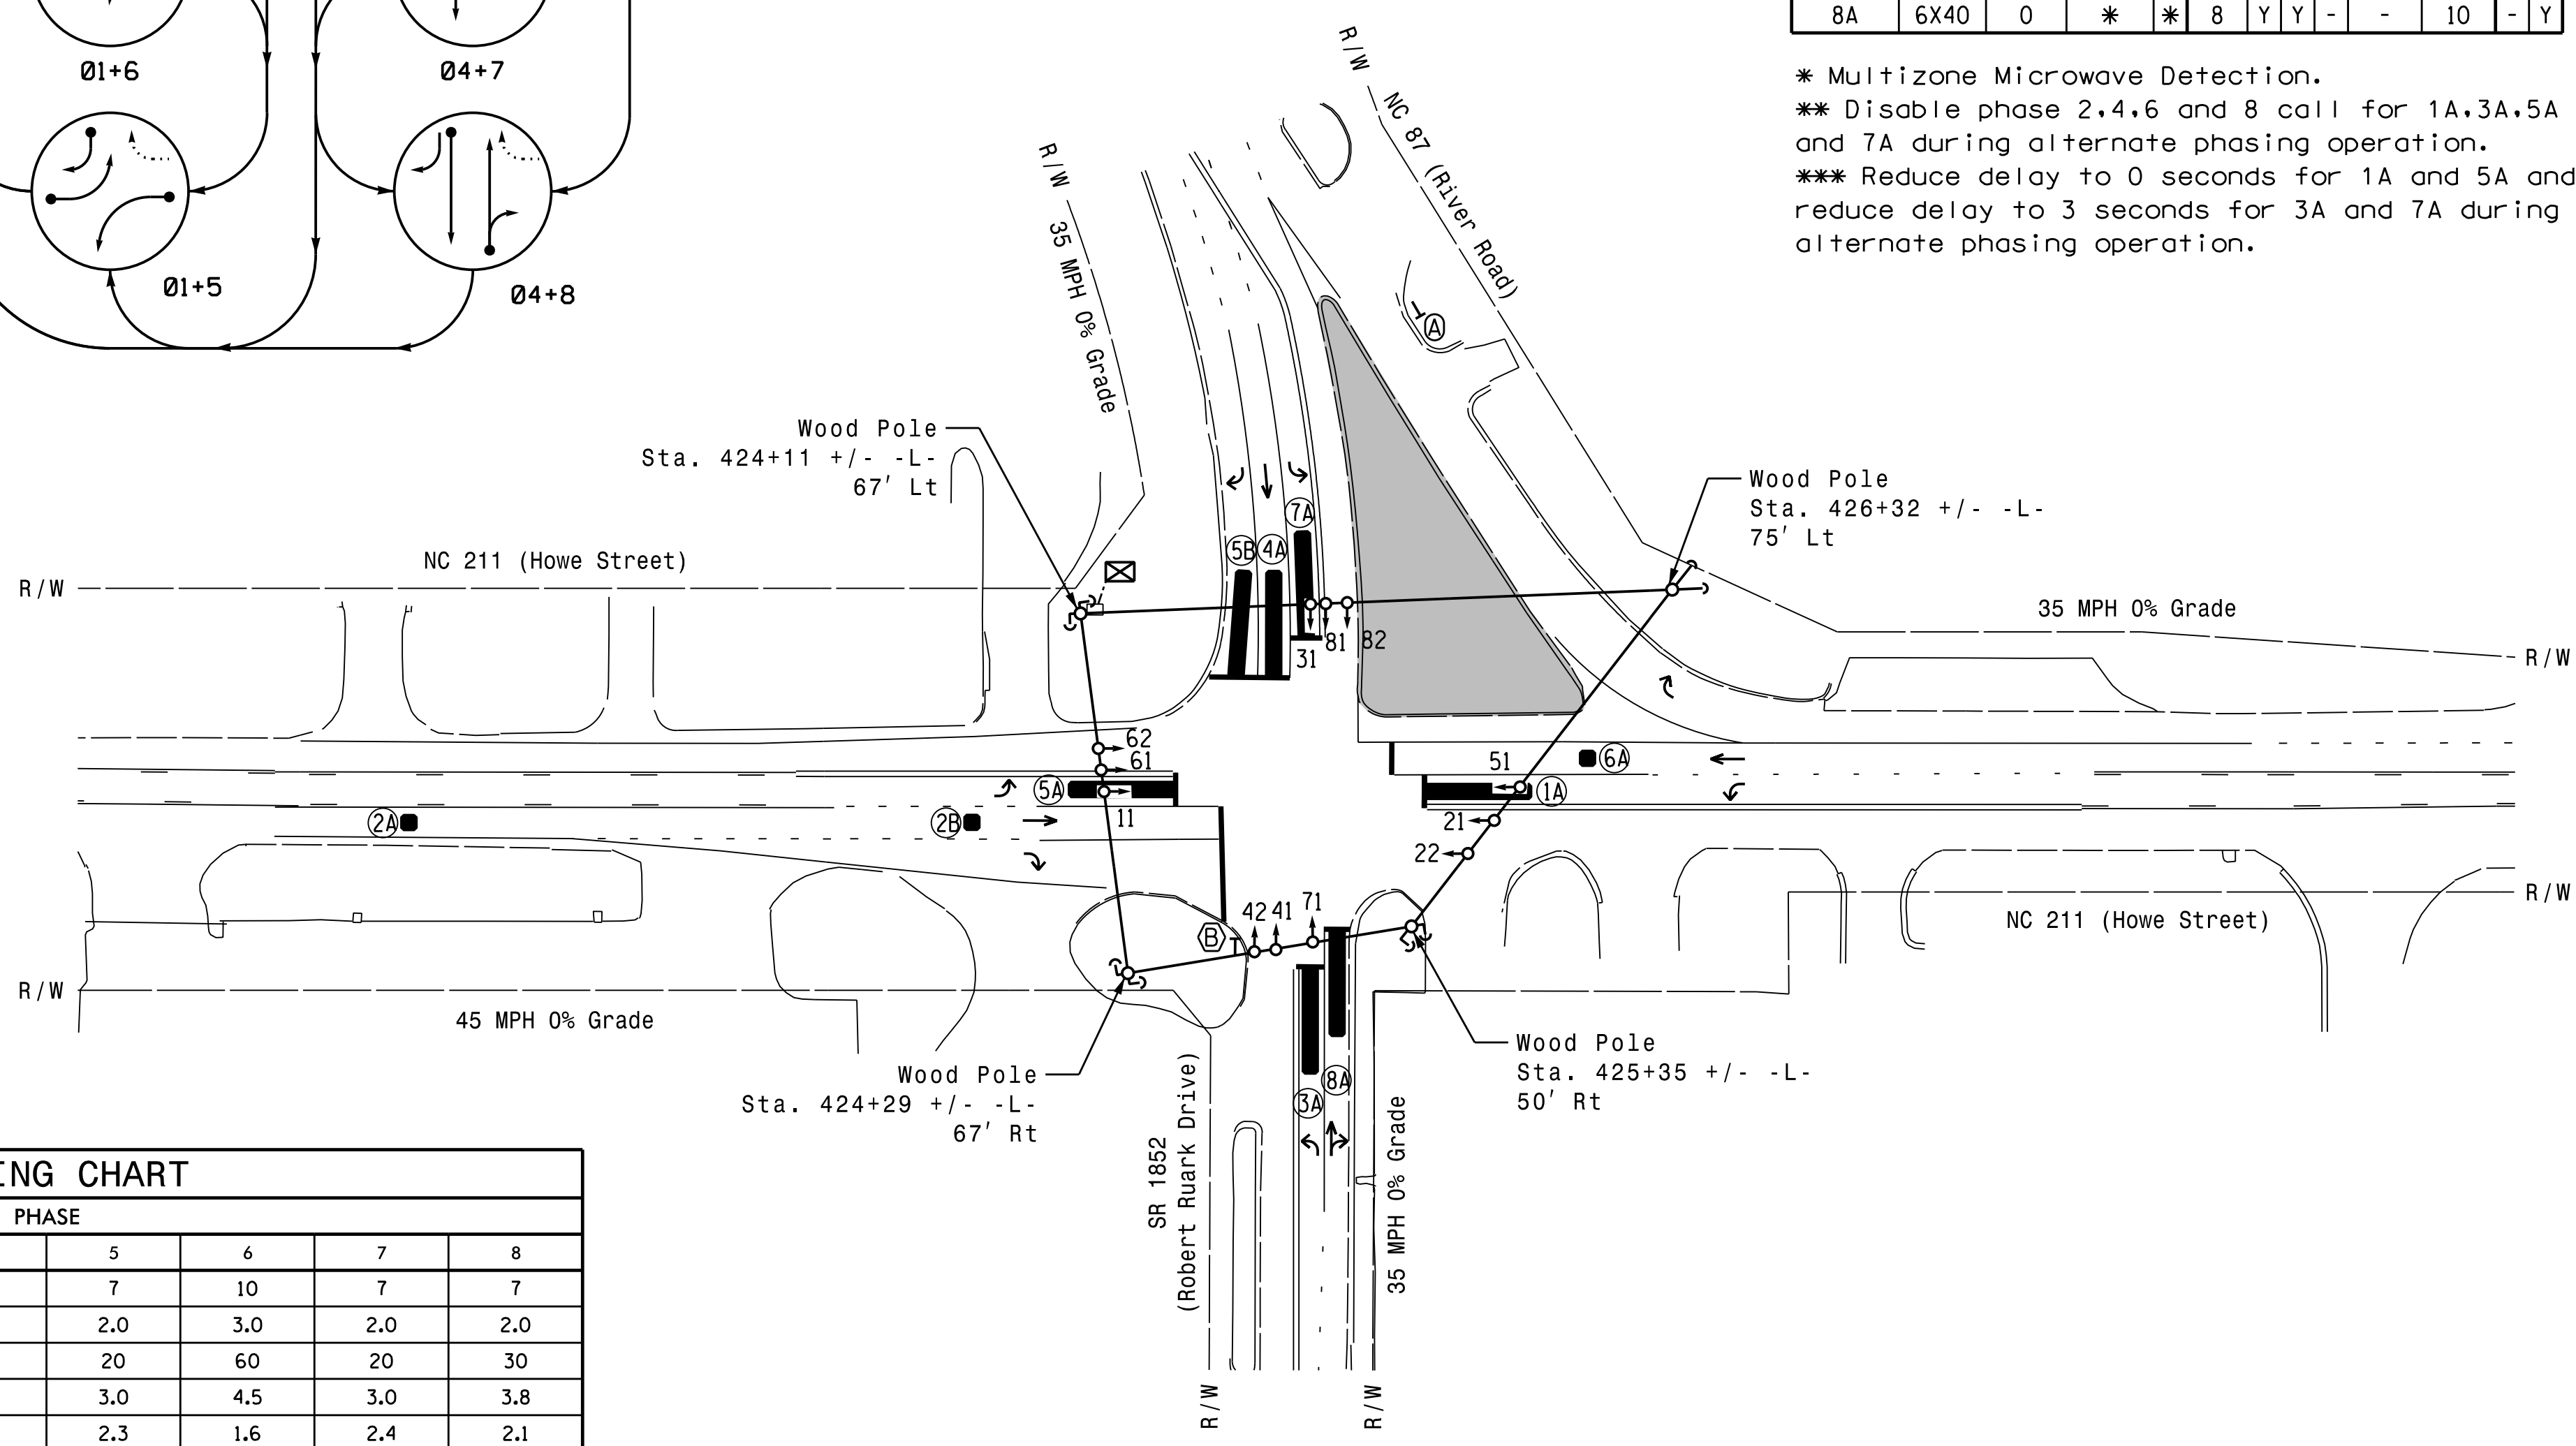 Ø1+6
Ø04+7
Ø1+5
Ø4+8
8A 6X40 0 * * 8 Y Y - - 10 - Y
* Multizone Microwave Detection.
** Disable phase 2,4,6 and 8 call for 1A,3A,5A
and 7A during alternate phasing operation.
*** Reduce delay to 0 seconds for 1A and 5A and
reduce delay to 3 seconds for 3A and 7A during
alternate phasing operation.
R/W
NC 87 (River Road)
R/W
35 MPH 0% Grade
A
Wood Pole
Sta. 424+11 +/- -L-
67' Lt
Wood Pole
Sta. 426+32 +/- -L-
75' Lt
NC 211 (Howe Street)
R/W
7A
5B
4A
31
81
82
35 MPH 0% Grade
R/W
62
61
5A
11
51
6A
1A
2A
2B
21
22
42
41
71
B
R/W
NC 211 (Howe Street)
R/W
45 MPH 0% Grade
Wood Pole
Sta. 424+29 +/- -L-
67' Rt
Wood Pole
Sta. 425+35 +/- -L-
50' Rt
8A
3A
SR 1852
(Robert Ruark Drive)
35 MPH 0% Grade
R/W
R/W
ING CHART
PHASE
5 6 7 8
7 10 7 7
2.0 3.0 2.0 2.0
20 60 20 30
3.0 4.5 3.0 3.8
2.3 1.6 2.4 2.1